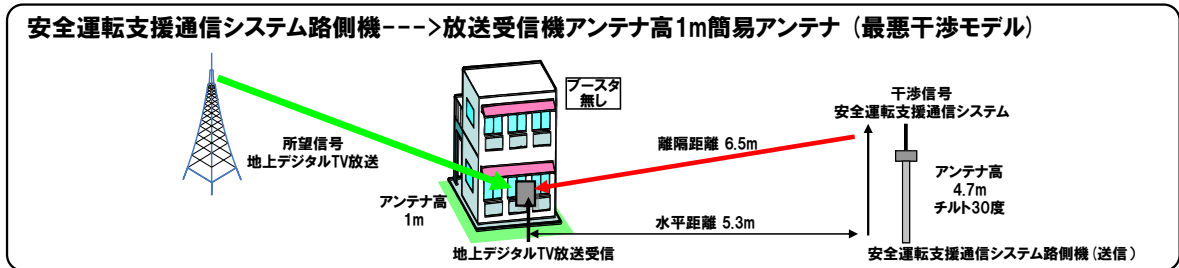 安全運転支援通信システム路側機--->放送受信機アンテナ高1m簡易アンテナ (最悪干渉モデル)
ブースタ
無し
干渉信号
安全運転支援通信システム
所望信号
地上デジタルTV放送
離隔距離 6.5m
アンテナ高
4.7m
チルト30度
アンテナ高
1m
水平距離 5.3m
地上デジタルTV放送受信
安全運転支援通信システム路側機(送信)